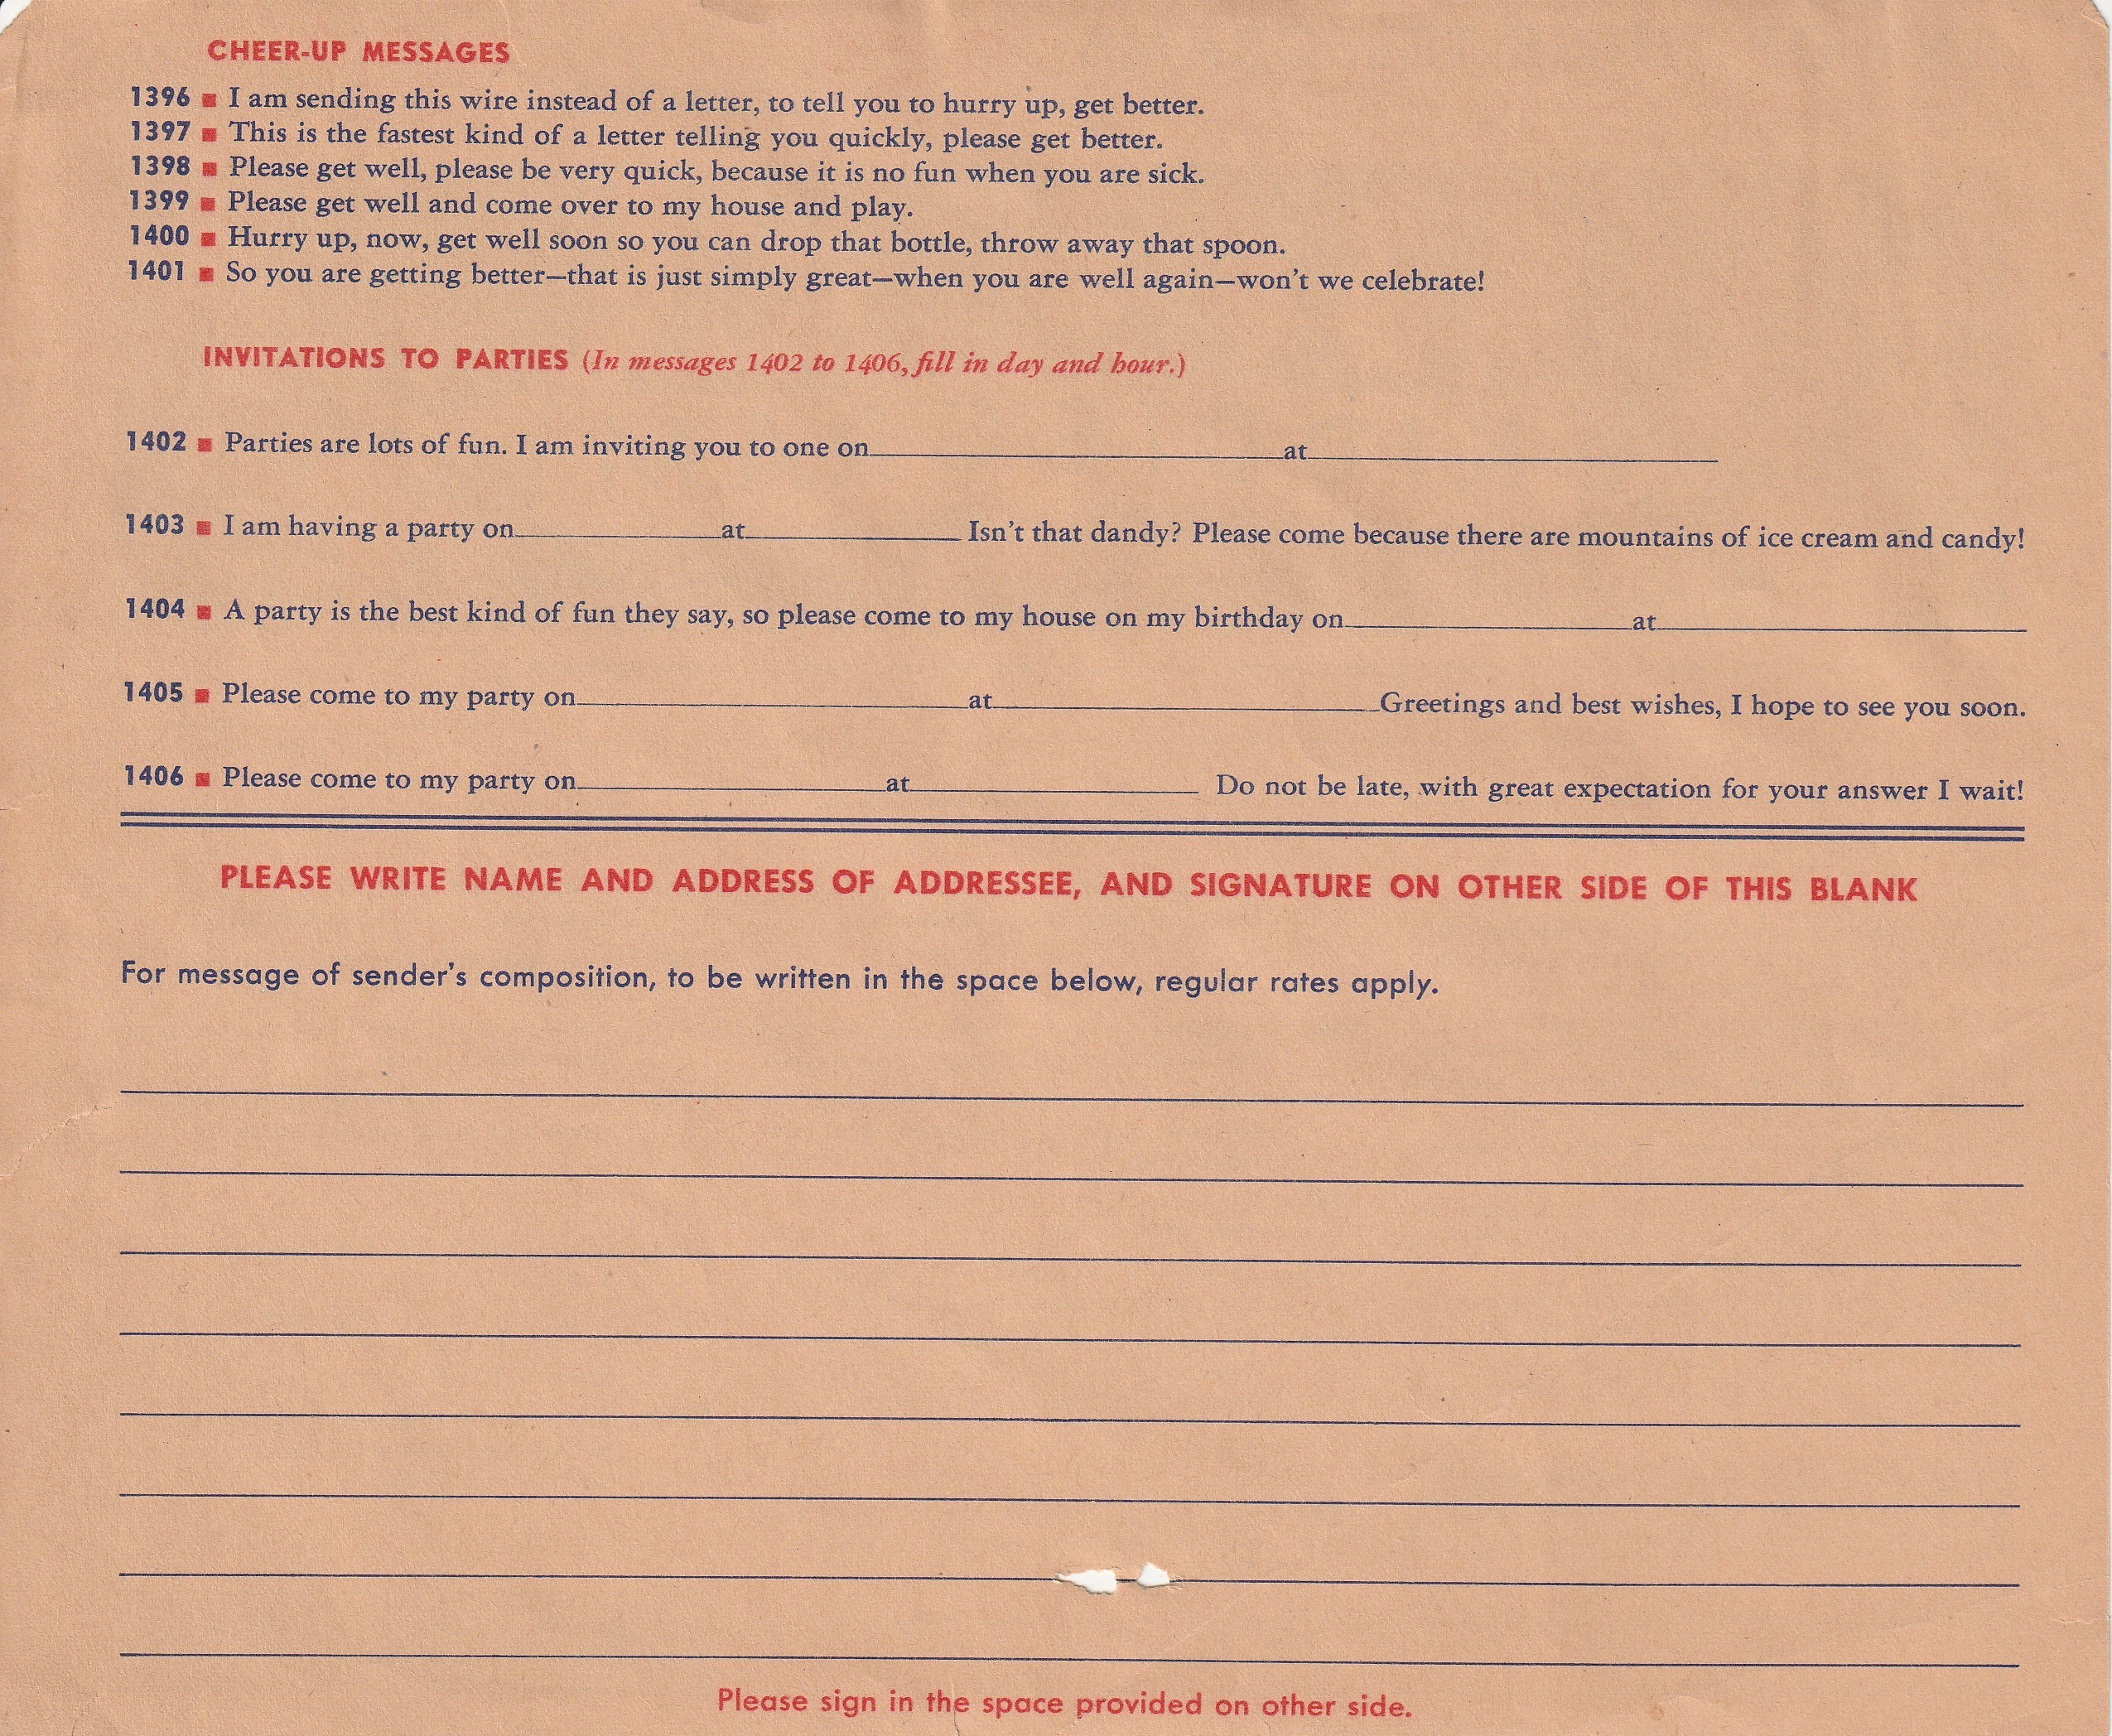 CHEER-UP MESSAGES
1396 ■ I am sending this wire instead of a letter, to tell you to hurry up, get better.
1397 ■ This is the fastest kind of a letter telling you quickly, please get better.
1398 ■ Please get well, please be very quick, because it is no fun when you are sick.
1399 ■ Please get well and come over to my house and play.
1400 ■ Hurry up, now, get well soon so you can drop that bottle, throw away that spoon.
1401 ■ So you are getting better—that is just simply great—when you are well again—won't we celebrate!
INVITATIONS TO PARTIES (In messages 1402 to 1406, fill in day and hour.)
1402 ■ Parties are lots of fun. I am inviting you to one on____________at____________
1403 ■ I am having a party on________at________ Isn't that dandy? Please come because there are mountains of ice cream and candy!
1404 ■ A party is the best kind of fun they say, so please come to my house on my birthday on__________at____________
1405 ■ Please come to my party on____________at____________Greetings and best wishes, I hope to see you soon.
1406 ■ Please come to my party on__________at__________ Do not be late, with great expectation for your answer I wait!
PLEASE WRITE NAME AND ADDRESS OF ADDRESSEE, AND SIGNATURE ON OTHER SIDE OF THIS BLANK
For message of sender's composition, to be written in the space below, regular rates apply.
Please sign in the space provided on other side.